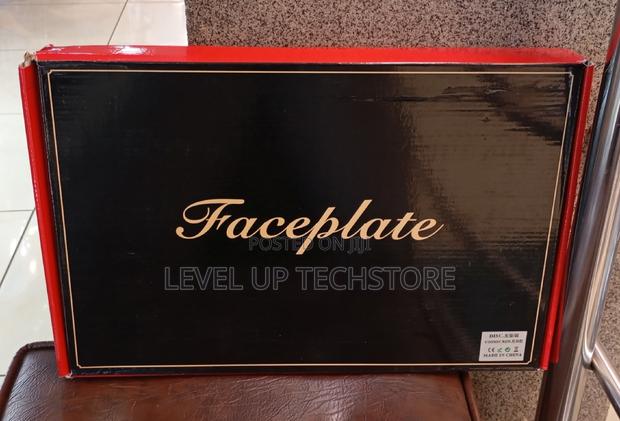 Faceplate
POSTED ON JIJI
LEVEL UP TECHSTORE
MADE IN CHINA